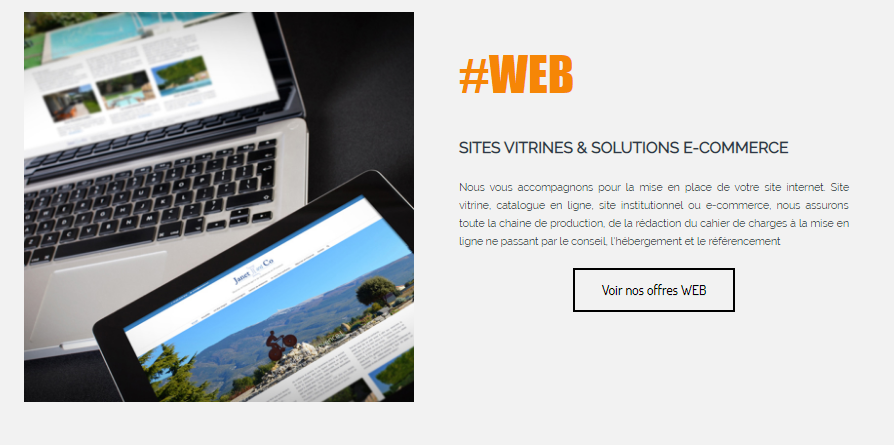 #WEB
SITES VITRINES & SOLUTIONS E-COMMERCE
Nous vous accompagnons pour la mise en place de votre site internet. Site
vitrine, catalogue en ligne, site institutionnel ou e-commerce, nous assurons
toute la chaine de production, de la rédaction du cahier de charges à la mise en
ligne ne passant par le conseil, l'hébergement et le référencement
Voir nos offres WEB
Janet
Co